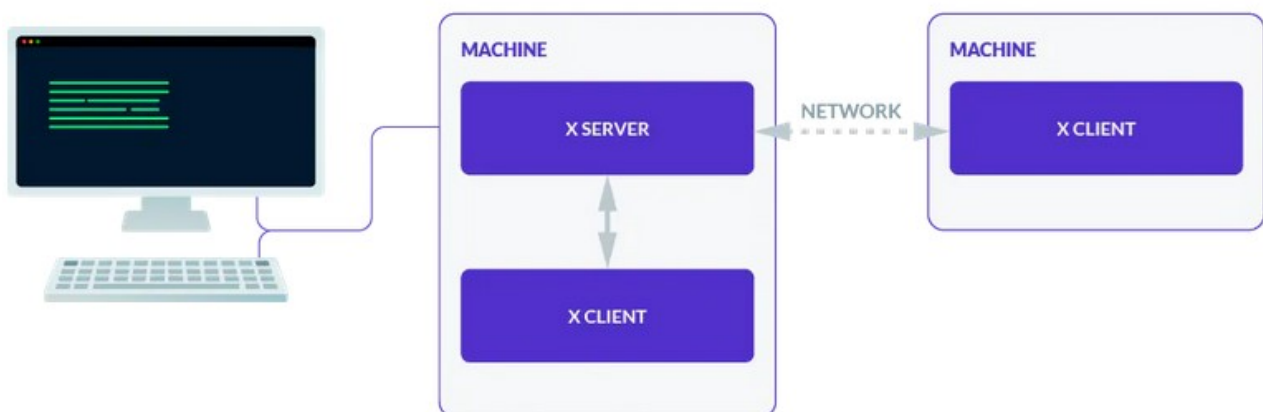 MACHINE
X SERVER
X CLIENT
NETWORK
MACHINE
X CLIENT